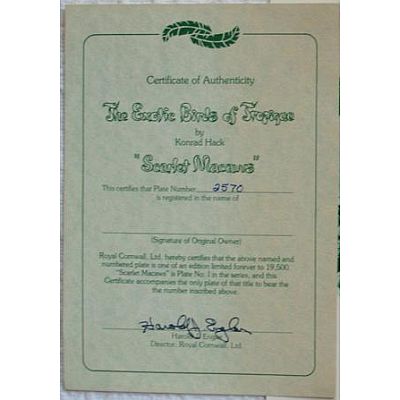 Certificate of Authenticity
The Exotic Birds of Tropique
by
Konrad Hack
"Scarlet Macaws"
This certifies that Plate Number 2570
is registered in the name of
(Signature of Original Owner)
Royal Cornwall, Ltd. hereby certifies that the above named and
numbered plate is one of an edition limited forever to 19,500.
"Scarlet Macaws" is Plate No. I in the series, and this
Certificate accompanies the only plate of that title to bear the
the number inscribed above.
Harold J. Engler
Harold J. Engler
Director, Royal Cornwall, Ltd.